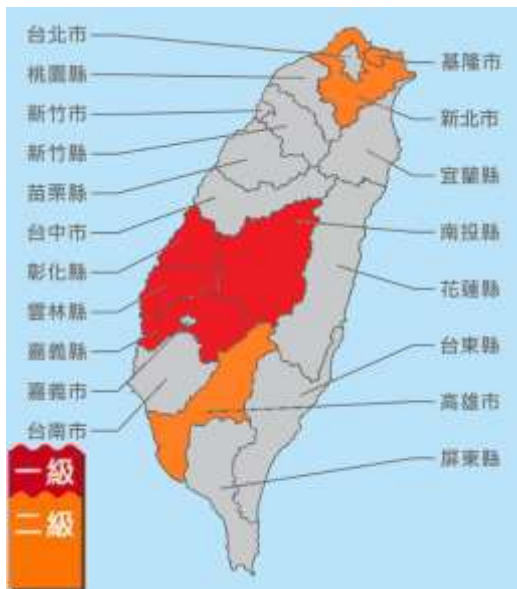 台北市
桃園縣
新竹市
新竹縣
苗栗縣
台中市
彰化縣
雲林縣
嘉義縣
嘉義市
台南市
基隆市
新北市
宜蘭縣
南投縣
花蓮縣
台東縣
高雄市
屏東縣
一級
二級